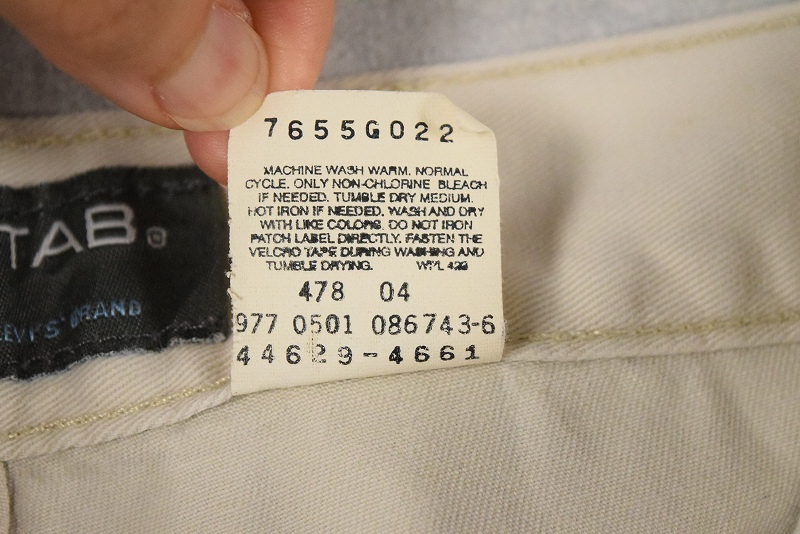 7655G022
MACHINE WASH WARM. NORMAL
CYCLE. ONLY NON-CHLORINE BLEACH
IF NEEDED. TUMBLE DRY MEDIUM.
HOT IRON IF NEEDED. WASH AND DRY
WITH LIKE COLORS. DO NOT IRON
PATCH LABEL DIRECTLY. FASTEN THE
VELCRO TAPE DURING WASHING AND
TUMBLE DRYING.
478 04
977 0501 086743-6
44629-4661
TAB
LEVI'S BRAND